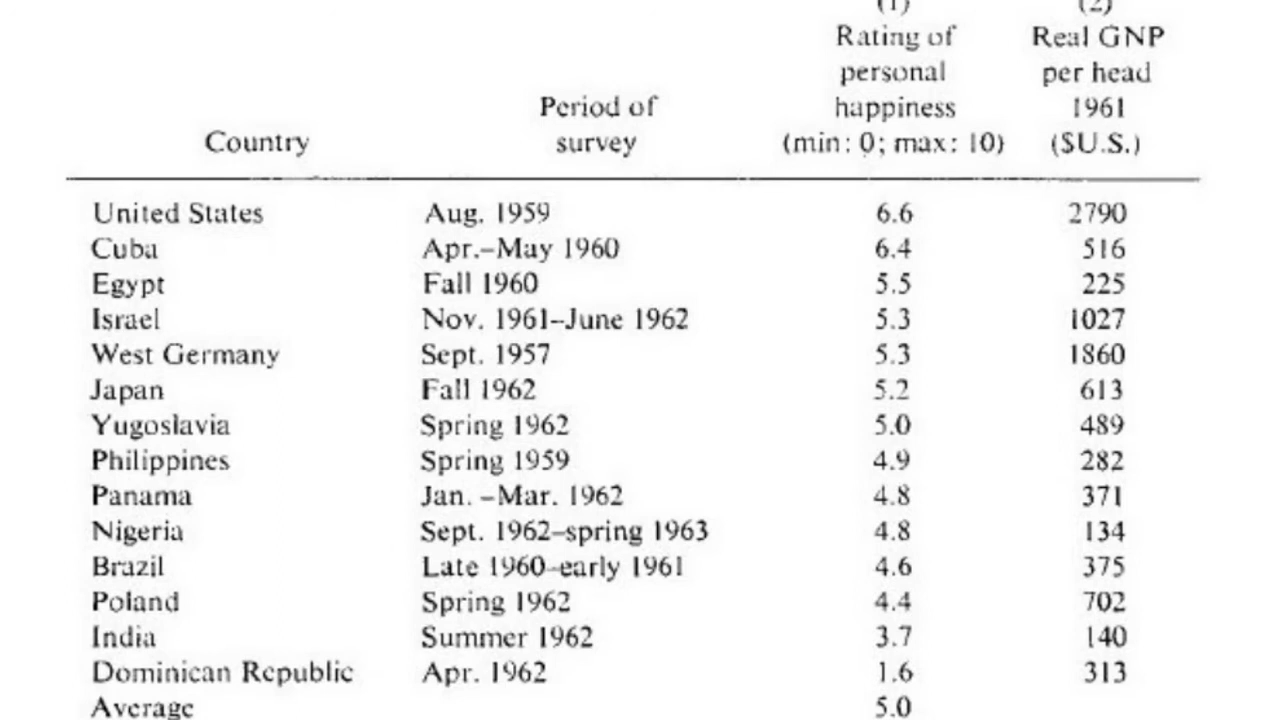 (1) (2)
Rating of Real GNP
personal per head
Period of happiness 1961
Country survey (min: 0; max: 10) ($U.S.)
United States Aug. 1959 6.6 2790
Cuba Apr.–May 1960 6.4 516
Egypt Fall 1960 5.5 225
Israel Nov. 1961–June 1962 5.3 1027
West Germany Sept. 1957 5.3 1860
Japan Fall 1962 5.2 613
Yugoslavia Spring 1962 5.0 489
Philippines Spring 1959 4.9 282
Panama Jan. –Mar. 1962 4.8 371
Nigeria Sept. 1962–spring 1963 4.8 134
Brazil Late 1960–early 1961 4.6 375
Poland Spring 1962 4.4 702
India Summer 1962 3.7 140
Dominican Republic Apr. 1962 1.6 313
Average 5.0